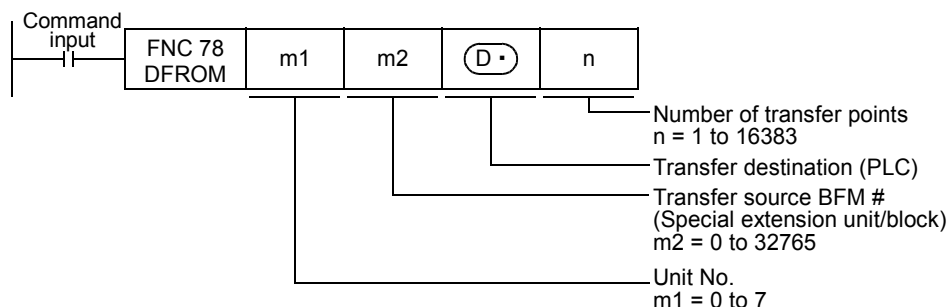 Command
input
FNC 78
DFROM
m1
m2
D •
n
Number of transfer points
n = 1 to 16383
Transfer destination (PLC)
Transfer source BFM #
(Special extension unit/block)
m2 = 0 to 32765
Unit No.
m1 = 0 to 7